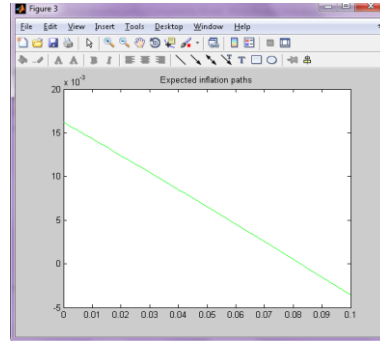 Figure 3
File Edit View Insert Tools Desktop Window Help
x 10⁻³
Expected inflation paths
20
15
10
5
0
-5
0 0.01 0.02 0.03 0.04 0.05 0.06 0.07 0.08 0.09 0.1